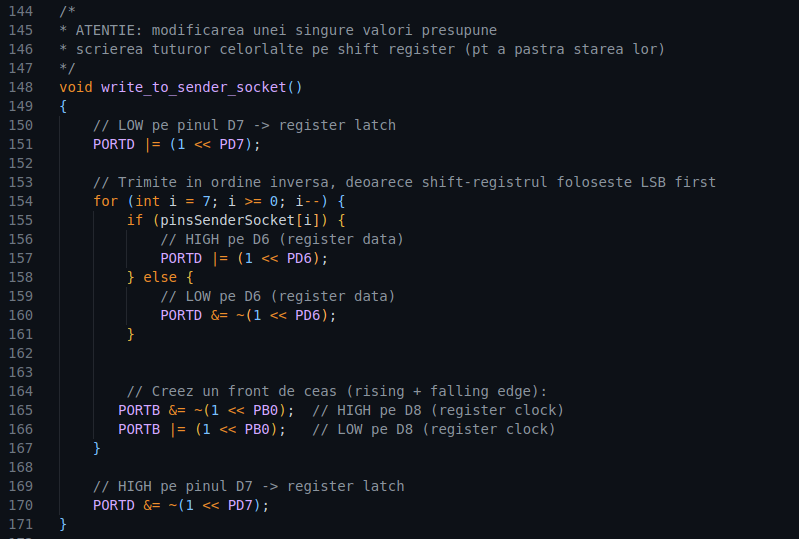 144 /*
145 * ATENTIE: modificarea unei singure valori presupune
146 * scrierea tuturor celorlalte pe shift register (pt a pastra starea lor)
147 */
148 void write_to_sender_socket()
149 {
150     // LOW pe pinul D7 -> register latch
151     PORTD |= (1 << PD7);
152
153     // Trimite in ordine inversa, deoarece shift-registrul foloseste LSB first
154     for (int i = 7; i >= 0; i--) {
155         if (pinsSenderSocket[i]) {
156             // HIGH pe D6 (register data)
157             PORTD |= (1 << PD6);
158         } else {
159             // LOW pe D6 (register data)
160             PORTD &= ~(1 << PD6);
161         }
162
163
164         // Creez un front de ceas (rising + falling edge):
165        PORTB &= ~(1 << PB0);  // HIGH pe D8 (register clock)
166        PORTB |= (1 << PB0);   // LOW pe D8 (register clock)
167     }
168
169     // HIGH pe pinul D7 -> register latch
170     PORTD &= ~(1 << PD7);
171 }